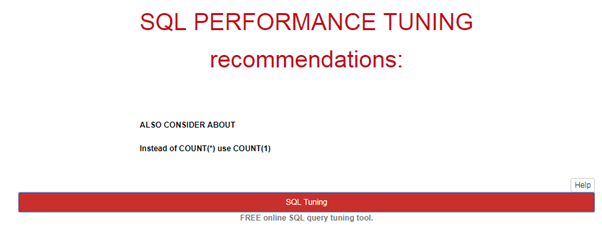 SQL PERFORMANCE TUNING
recommendations:
ALSO CONSIDER ABOUT
Instead of COUNT(*) use COUNT(1)
Help
SQL Tuning
FREE online SQL query tuning tool.